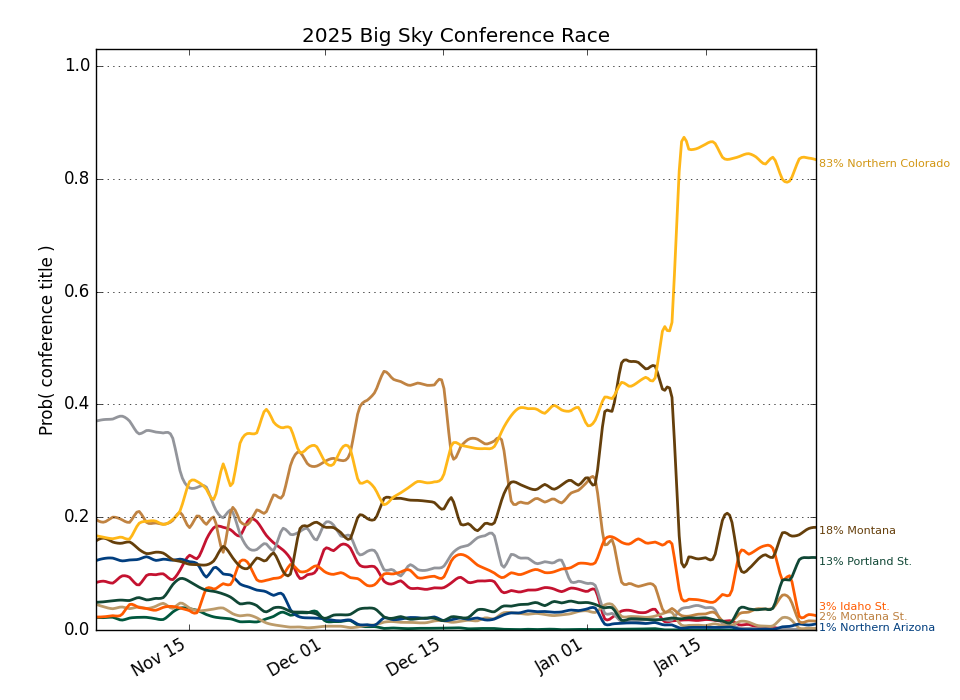 2025 Big Sky Conference Race
1.0
0.8
0.6
0.4
0.2
0.0
Prob( conference title )
Nov 15
Dec 01
Dec 15
Jan 01
Jan 15
83% Northern Colorado
18% Montana
13% Portland St.
3% Idaho St.
2% Montana St.
1% Northern Arizona